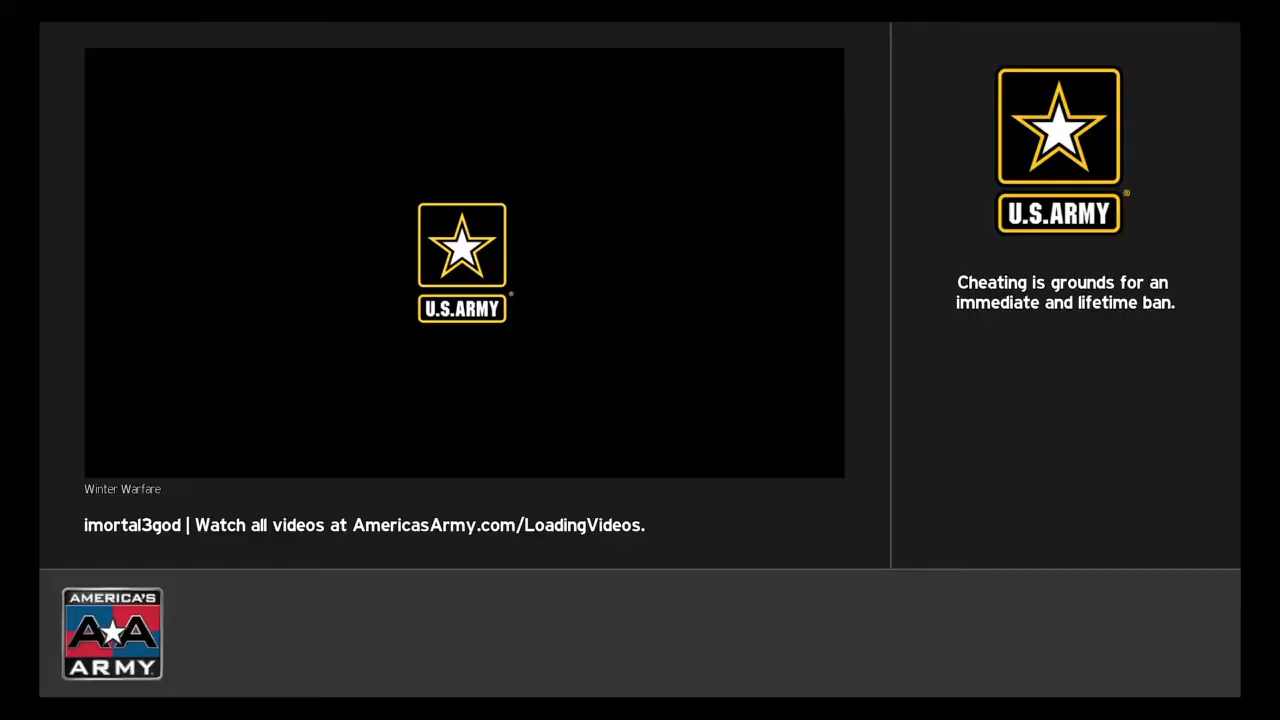 U.S.ARMY
®
Winter Warfare
imortal3god | Watch all videos at AmericasArmy.com/LoadingVideos.
U.S.ARMY
®
Cheating is grounds for an
immediate and lifetime ban.
AMERICA'S
AA
ARMY